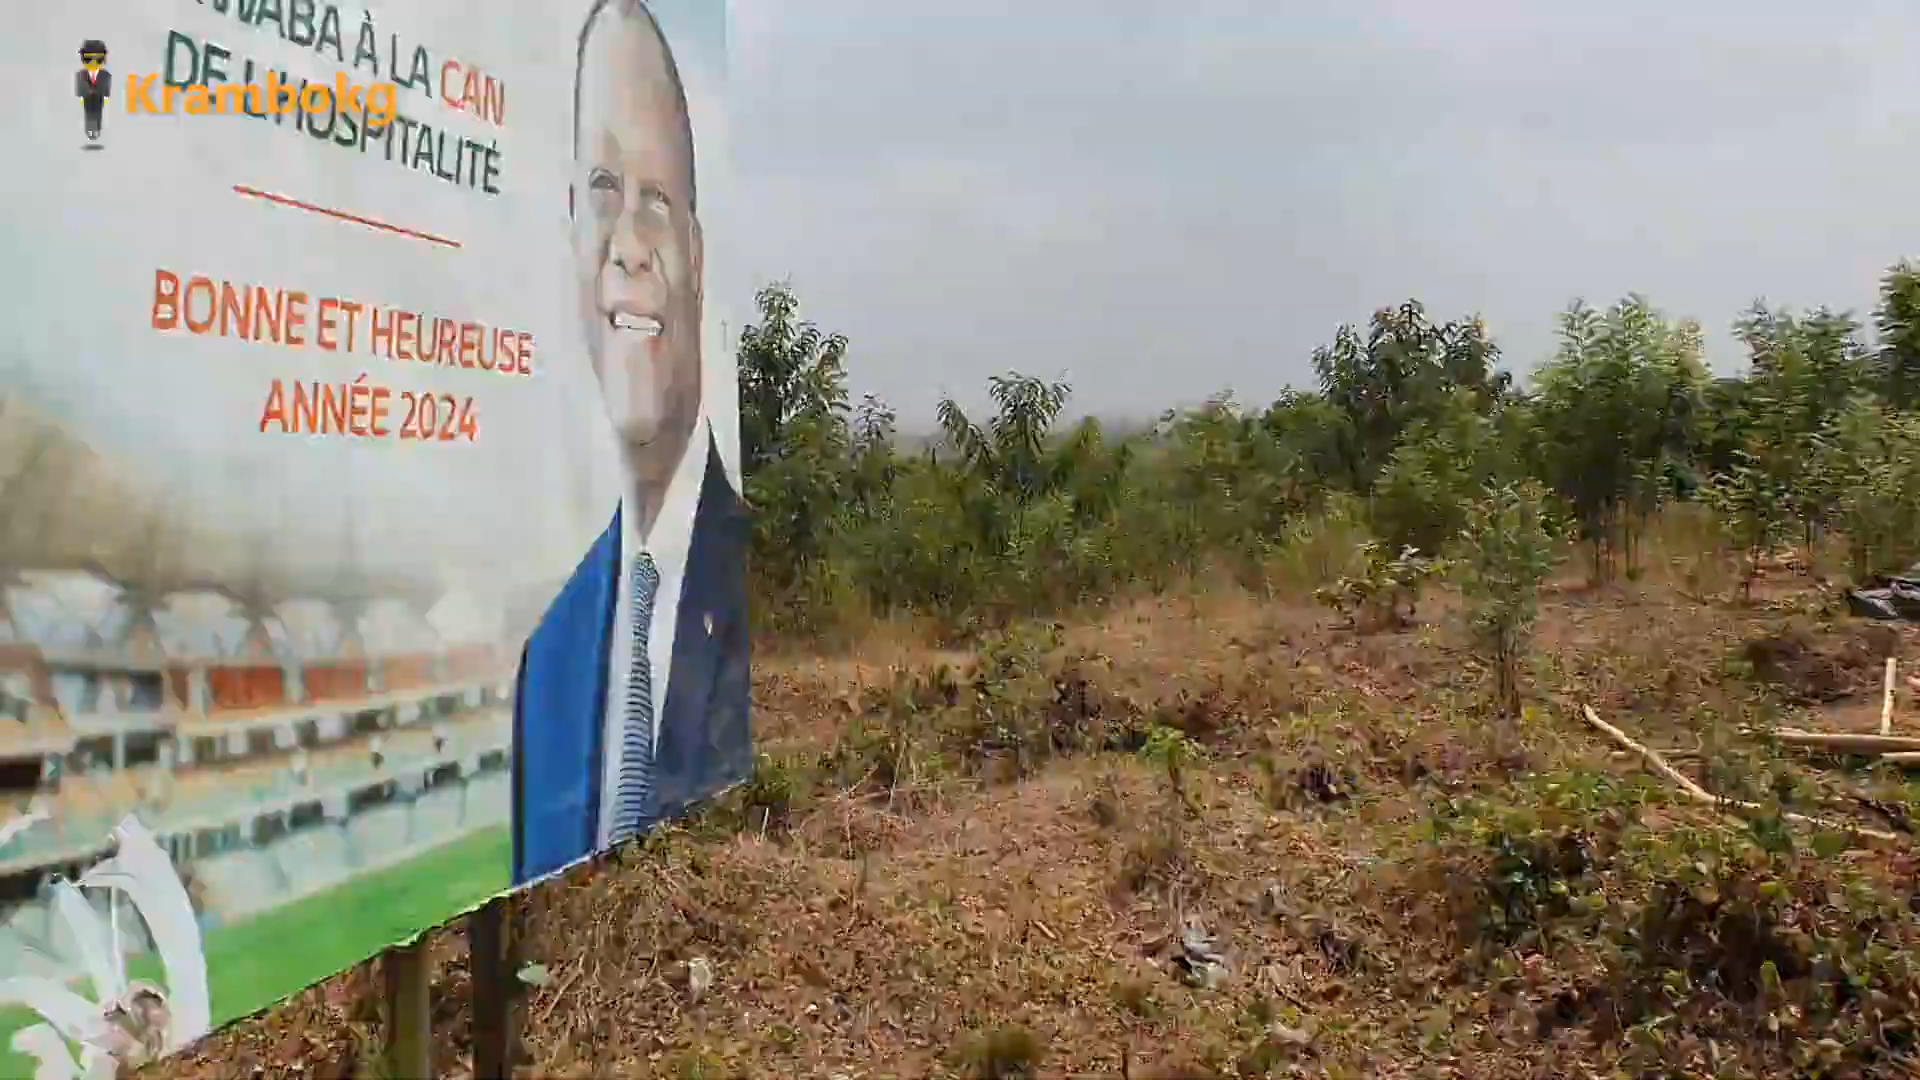 À LA CAN
DE L'HOSPITALITÉ
Krambokg
BONNE ET HEUREUSE
ANNÉE 2024